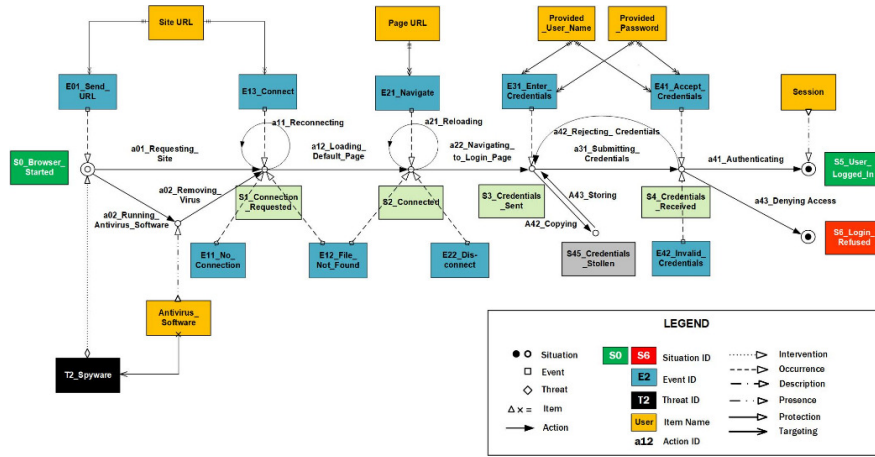 Site URL
Page URL
Provided
_User_Name
Provided
_Password
E01_Send_
URL
E13_Connect
E21_Navigate
E31_Enter_
Credentials
E41_Accept_
Credentials
Session
a11_Reconnecting
a21_Reloading
a42_Rejecting_ Credentials
a01_Requesting_
Site
a12_Loading_
Default_Page
a22_Navigating_
to Login_Page
a31_Submitting_
Credentials
a41_Authenticating
S0_Browser_
Started
S5_User_
Logged_In
a02_Removing_
Virus
a02_Running_
Antivirus_Software
S1_Connection
_Requested
S2_Connected
S3_Credentials
_Sent
A43_Storing
A42_Copying
S4_Credentials
_Received
a43_Denying Access
S6_Login_
Refused
E11_No_
Connection
E12_File_
Not_Found
E22_Dis-
connect
S45_Credentials
_Stollen
E42_Invalid_
Credentials
Antivirus_
Software
T2_Spyware
LEGEND
Situation
Event
Threat
Item
Action
S0
S6
Situation ID
E2
Event ID
T2
Threat ID
User
Item Name
a12
Action ID
Intervention
Occurrence
Description
Presence
Protection
Targeting